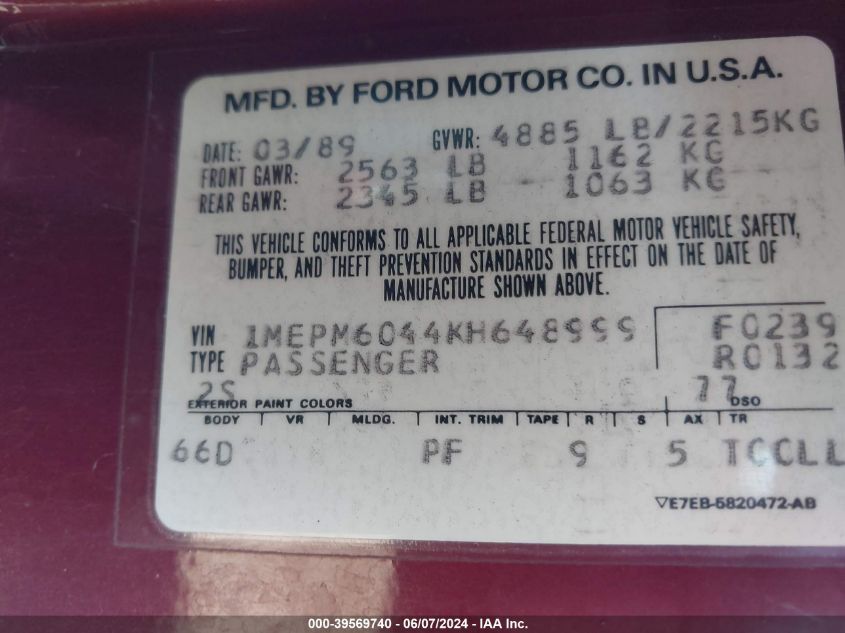 MFD. BY FORD MOTOR CO. IN U.S.A.
DATE: 03/89 GVWR: 4885 LB/2215KG
FRONT GAWR: 2563 LB 1162 KG
REAR GAWR: 2345 LB 1063 KG
THIS VEHICLE CONFORMS TO ALL APPLICABLE FEDERAL MOTOR VEHICLE SAFETY,
BUMPER, AND THEFT PREVENTION STANDARDS IN EFFECT ON THE DATE OF
MANUFACTURE SHOWN ABOVE.
VIN 1MEPM6044KH648999 F0239
TYPE PASSENGER R0132
2S 77
EXTERIOR PAINT COLORS DSO
BODY VR MLDG. INT. TRIM TAPE R S AX TR
66D PF 9 5 TCCLL
▽E7EB-5820472-AB
000-39569740 - 06/07/2024 - IAA Inc.